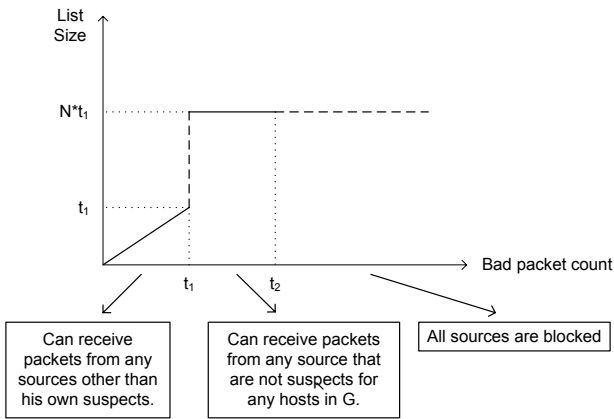 List
Size
N*t₁
t₁
t₁
t₂
Bad packet count
Can receive
packets from any
sources other than
his own suspects.
Can receive packets
from any source that
are not suspects for
any hosts in G.
All sources are blocked